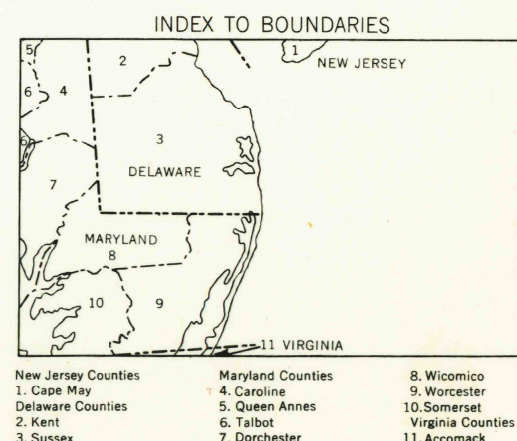 INDEX TO BOUNDARIES
5
2
1
NEW JERSEY
6
4
3
6
DELAWARE
7
MARYLAND
8
10
9
11 VIRGINIA
New Jersey Counties
1. Cape May
Delaware Counties
2. Kent
3. Sussex
Maryland Counties
4. Caroline
5. Queen Annes
6. Talbot
7. Dorchester
8. Wicomico
9. Worcester
10. Somerset
Virginia Counties
11. Accomack